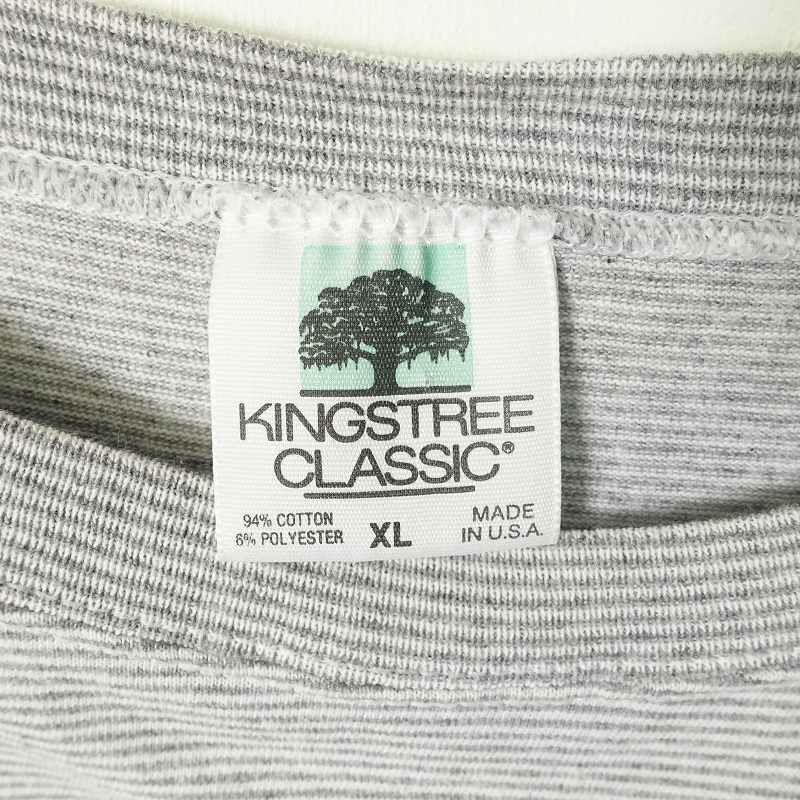 KINGSTREE
CLASSIC®
94% COTTON
6% POLYESTER
XL
MADE
IN U.S.A.